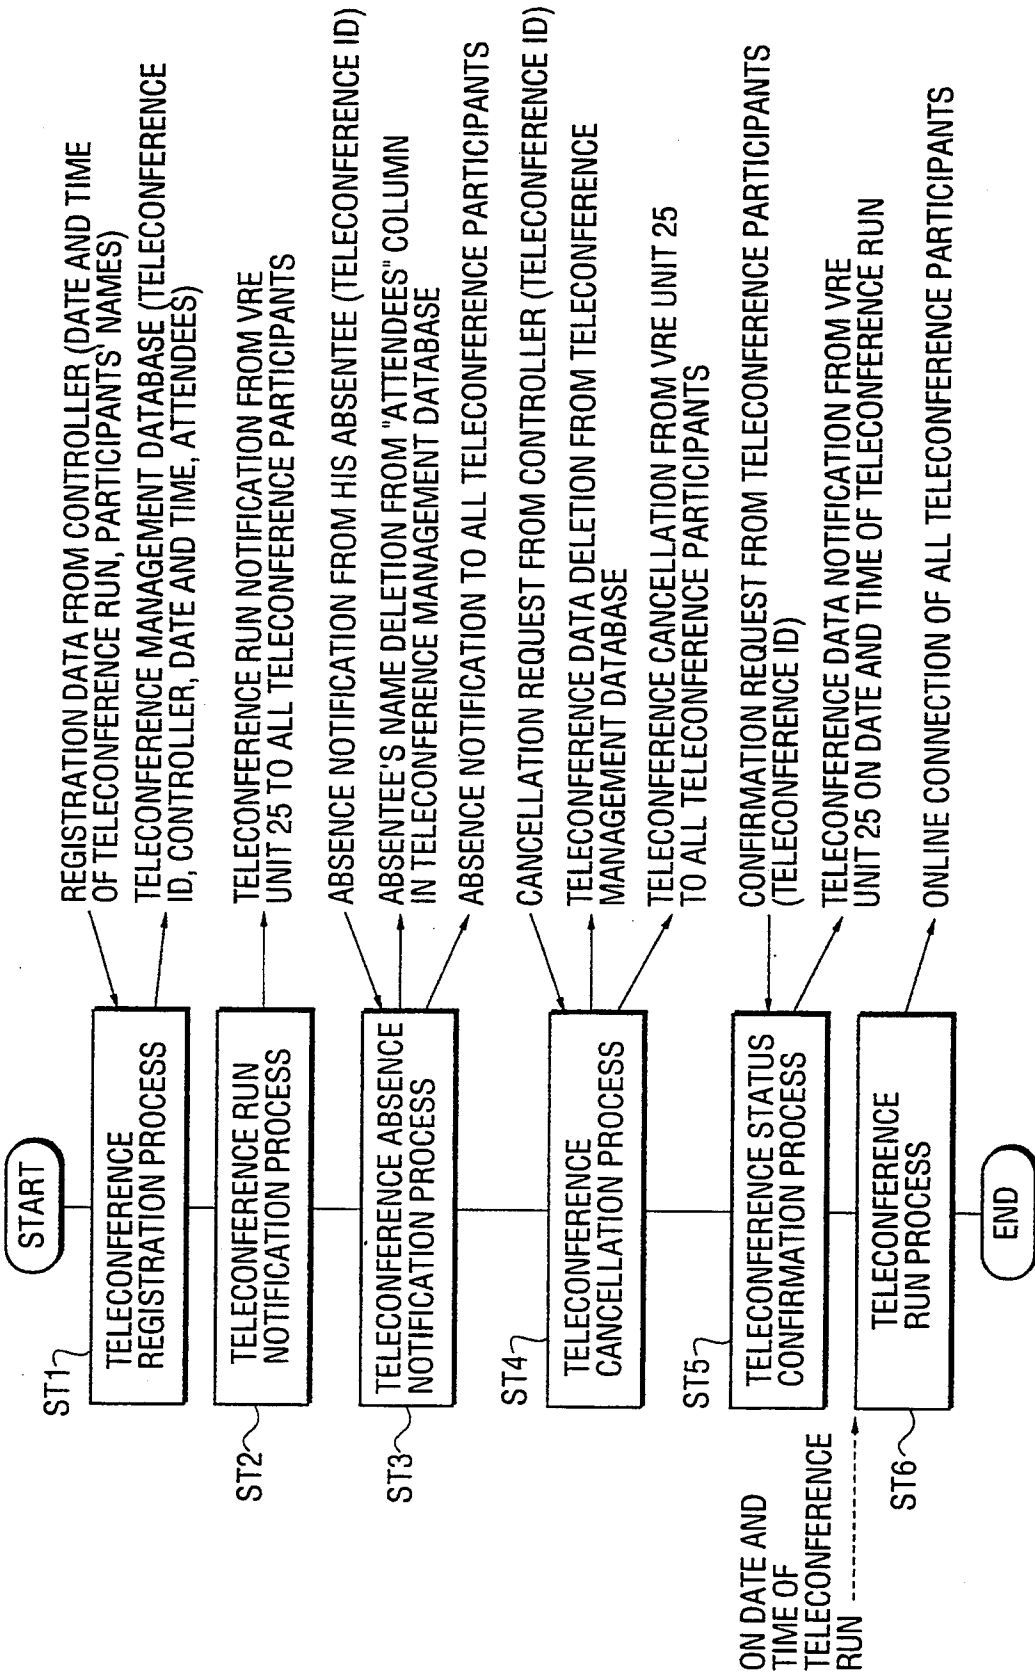 START
ST1
TELECONFERENCE
REGISTRATION PROCESS
REGISTRATION DATA FROM CONTROLLER (DATE AND TIME
OF TELECONFERENCE RUN, PARTICIPANTS' NAMES)
TELECONFERENCE MANAGEMENT DATABASE (TELECONFERENCE
ID, CONTROLLER, DATE AND TIME, ATTENDEES)
ST2
TELECONFERENCE RUN
NOTIFICATION PROCESS
TELECONFERENCE RUN NOTIFICATION FROM VRE
UNIT 25 TO ALL TELECONFERENCE PARTICIPANTS
ST3
TELECONFERENCE ABSENCE
NOTIFICATION PROCESS
ABSENCE NOTIFICATION FROM HIS ABSENTEE (TELECONFERENCE ID)
ABSENTEE'S NAME DELETION FROM "ATTENDEES" COLUMN
IN TELECONFERENCE MANAGEMENT DATABASE
ABSENCE NOTIFICATION TO ALL TELECONFERENCE PARTICIPANTS
ST4
TELECONFERENCE
CANCELLATION PROCESS
CANCELLATION REQUEST FROM CONTROLLER (TELECONFERENCE ID)
TELECONFERENCE DATA DELETION FROM TELECONFERENCE
MANAGEMENT DATABASE
TELECONFERENCE CANCELLATION FROM VRE UNIT 25
TO ALL TELECONFERENCE PARTICIPANTS
ST5
TELECONFERENCE STATUS
CONFIRMATION PROCESS
CONFIRMATION REQUEST FROM TELECONFERENCE PARTICIPANTS
(TELECONFERENCE ID)
TELECONFERENCE DATA NOTIFICATION FROM VRE
UNIT 25 ON DATE AND TIME OF TELECONFERENCE RUN
ON DATE AND
TIME OF
TELECONFERENCE
RUN
ST6
TELECONFERENCE
RUN PROCESS
ONLINE CONNECTION OF ALL TELECONFERENCE PARTICIPANTS
END